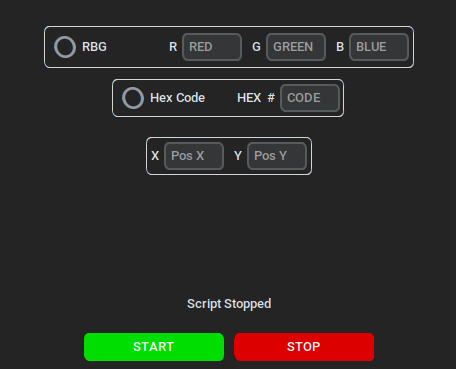 RBG R RED G GREEN B BLUE
Hex Code HEX # CODE
X Pos X Y Pos Y
Script Stopped
START STOP